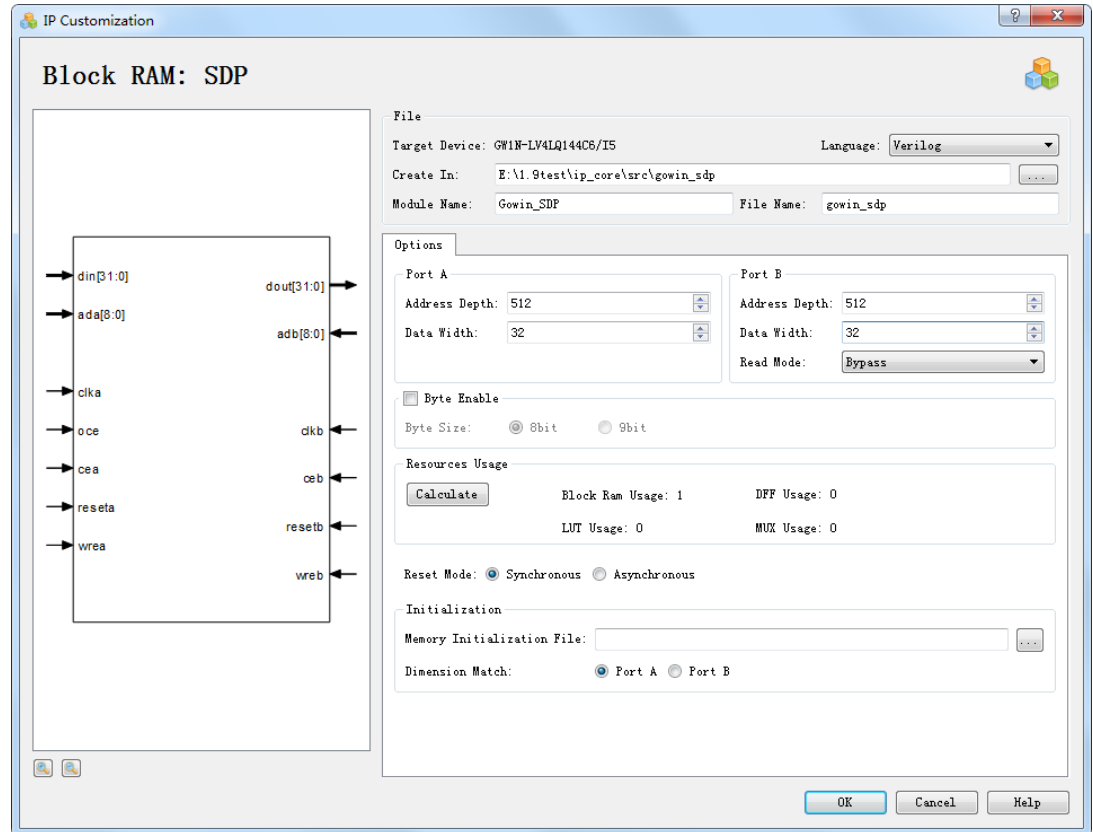 IP Customization
Block RAM: SDP
File
Target Device: GW1N-LV4LQ144C6/I5
Language: Verilog
Create In: E:\1.9test\ip_core\src\gowin_sdp ...
Module Name: Gowin_SDP
File Name: gowin_sdp
din[31:0]
dout[31:0]
ada[8:0]
adb[8:0]
clka
oce
clkb
cea
ceb
reseta
resetb
wrea
wreb
Options
Port A
Address Depth: 512
Data Width: 32
Port B
Address Depth: 512
Data Width: 32
Read Mode: Bypass
Byte Enable
Byte Size: 8bit 9bit
Resources Usage
Calculate Block Ram Usage: 1 DFF Usage: 0
LUT Usage: 0 MUX Usage: 0
Reset Mode: Synchronous Asynchronous
Initialization
Memory Initialization File: ...
Dimension Match: Port A Port B
OK Cancel Help